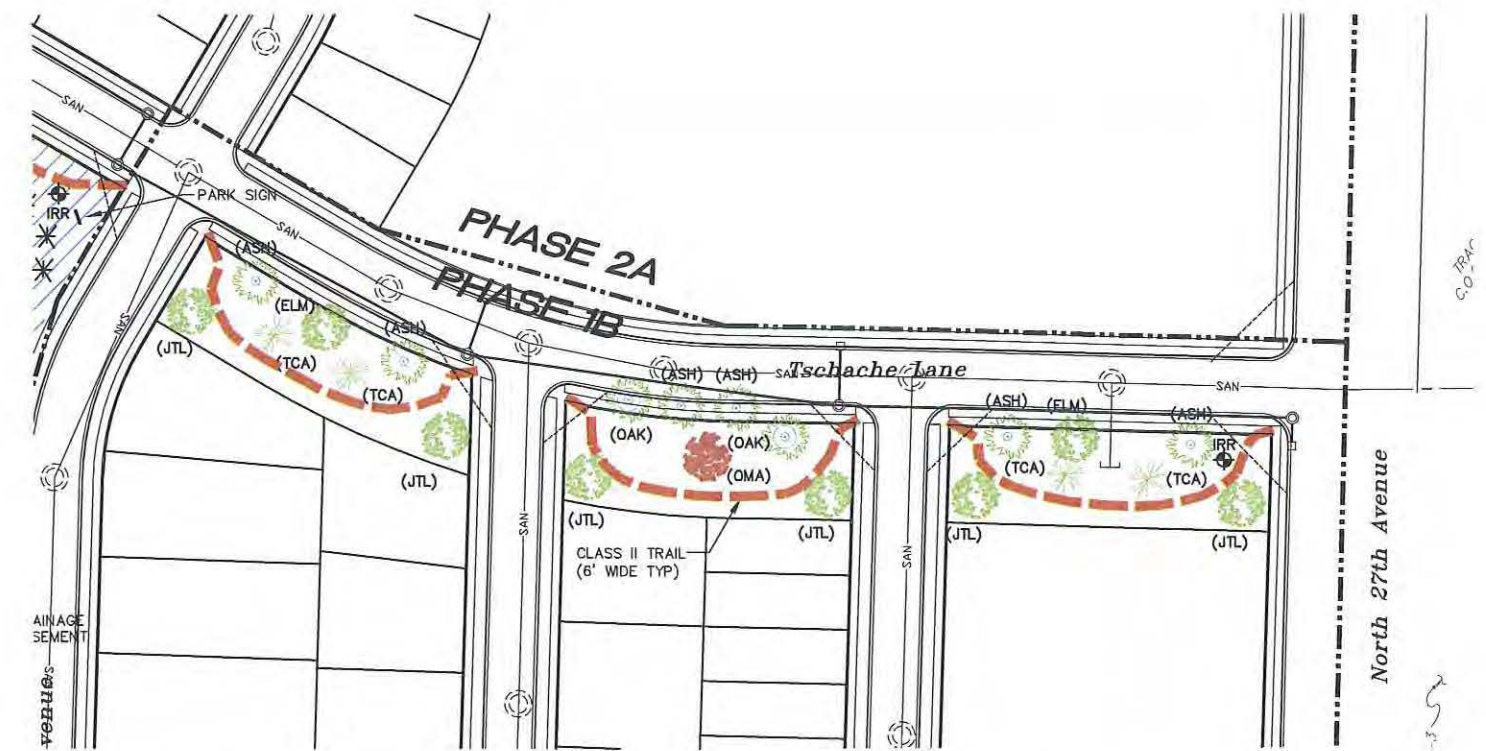 SAN
PARK SIGN
IRR
SAN
PHASE 2A
PHASE 1B
(ASH)
(ELM)
(ASH)
(JTL)
(TCA)
(TCA)
(JTL)
SAN
(ASH) (ASH)
Tschache Lane
SAN
(OAK)
(OAK)
(OMA)
(JTL)
(JTL)
CLASS II TRAIL
(6' WIDE TYP)
(ASH)
(ELM)
(ASH)
IRR
(TCA)
(TCA)
(JTL)
(JTL)
SAN
SAN
North 27th Avenue
AINAGE
SEMENT
venue